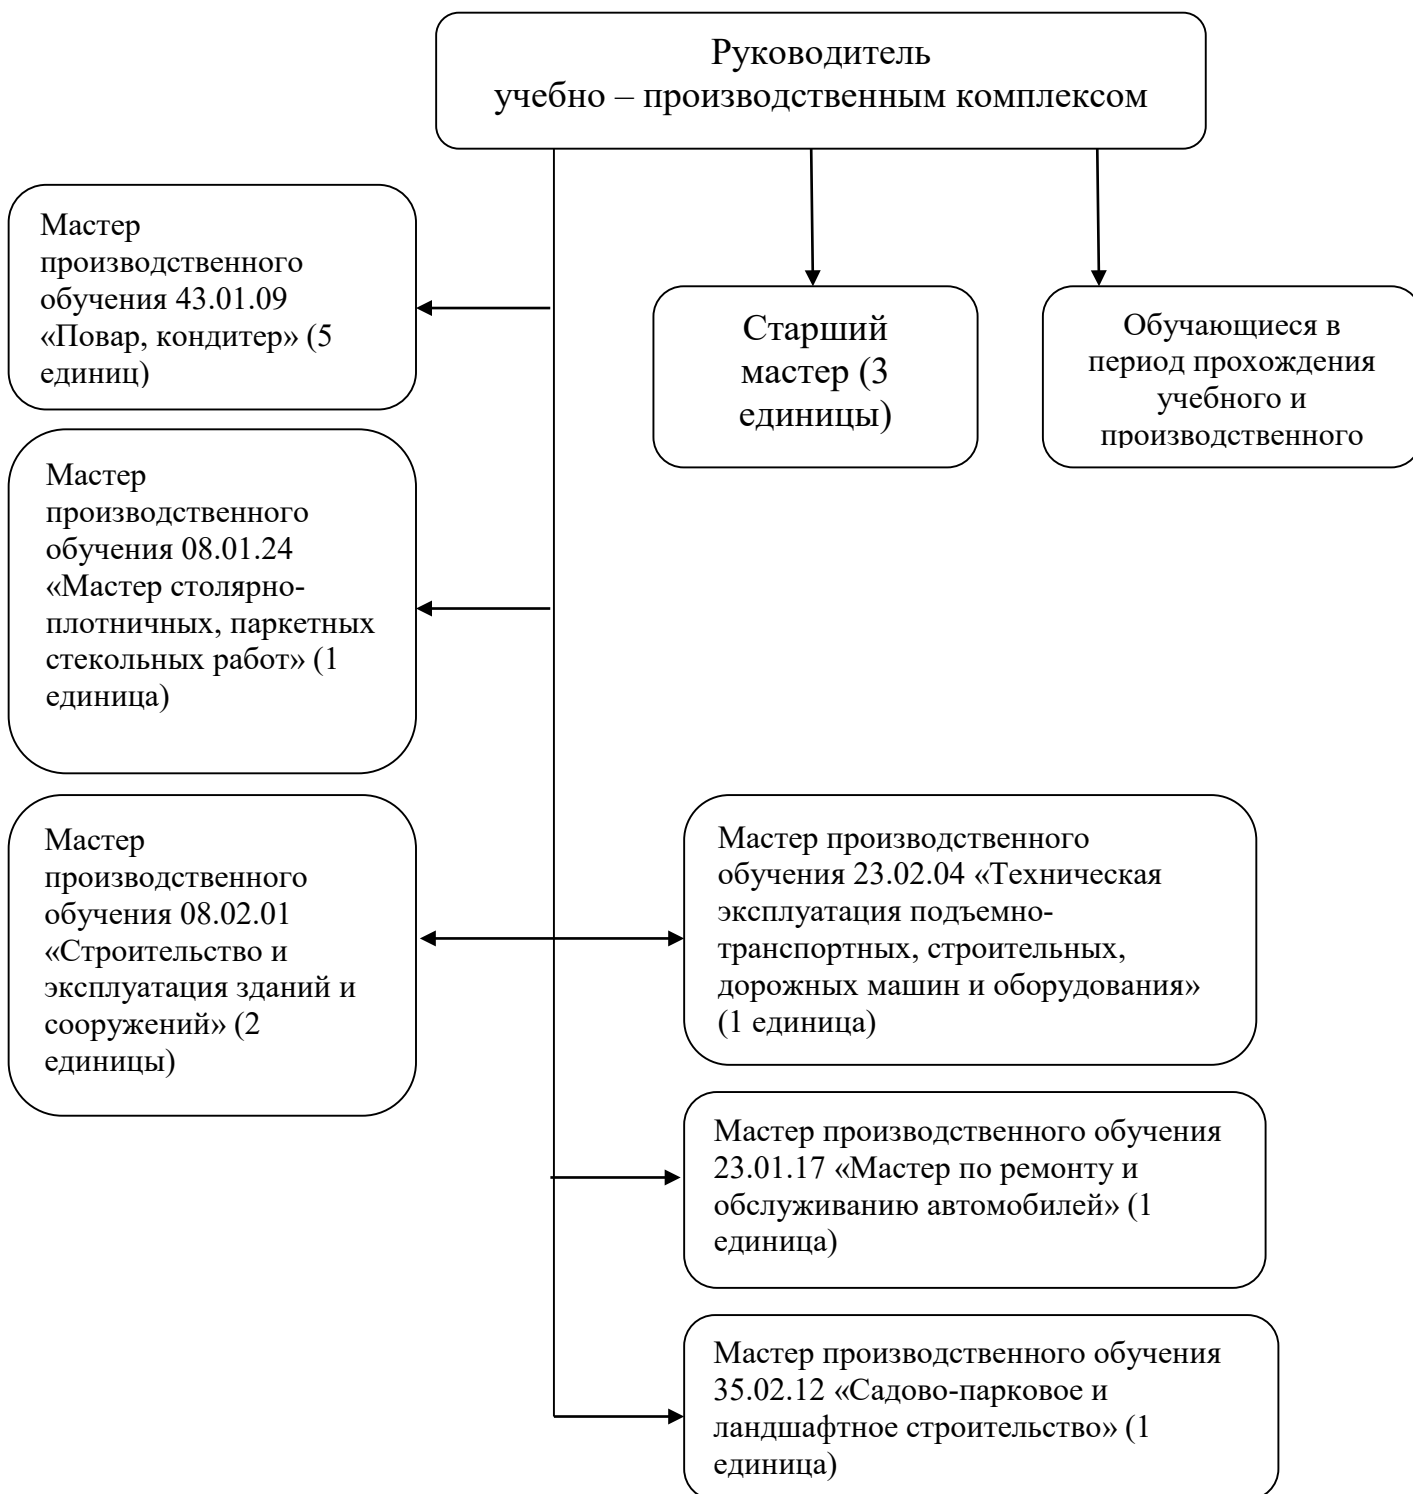 Руководитель
учебно – производственным комплексом
Мастер
производственного
обучения 43.01.09
«Повар, кондитер» (5
единиц)
Старший
мастер (3
единицы)
Обучающиеся в
период прохождения
учебного и
производственного
Мастер
производственного
обучения 08.01.24
«Мастер столярно-
плотничных, паркетных
стекольных работ» (1
единица)
Мастер
производственного
обучения 08.02.01
«Строительство и
эксплуатация зданий и
сооружений» (2
единицы)
Мастер производственного
обучения 23.02.04 «Техническая
эксплуатация подъемно-
транспортных, строительных,
дорожных машин и оборудования»
(1 единица)
Мастер производственного обучения
23.01.17 «Мастер по ремонту и
обслуживанию автомобилей» (1
единица)
Мастер производственного обучения
35.02.12 «Садово-парковое и
ландшафтное строительство» (1
единица)